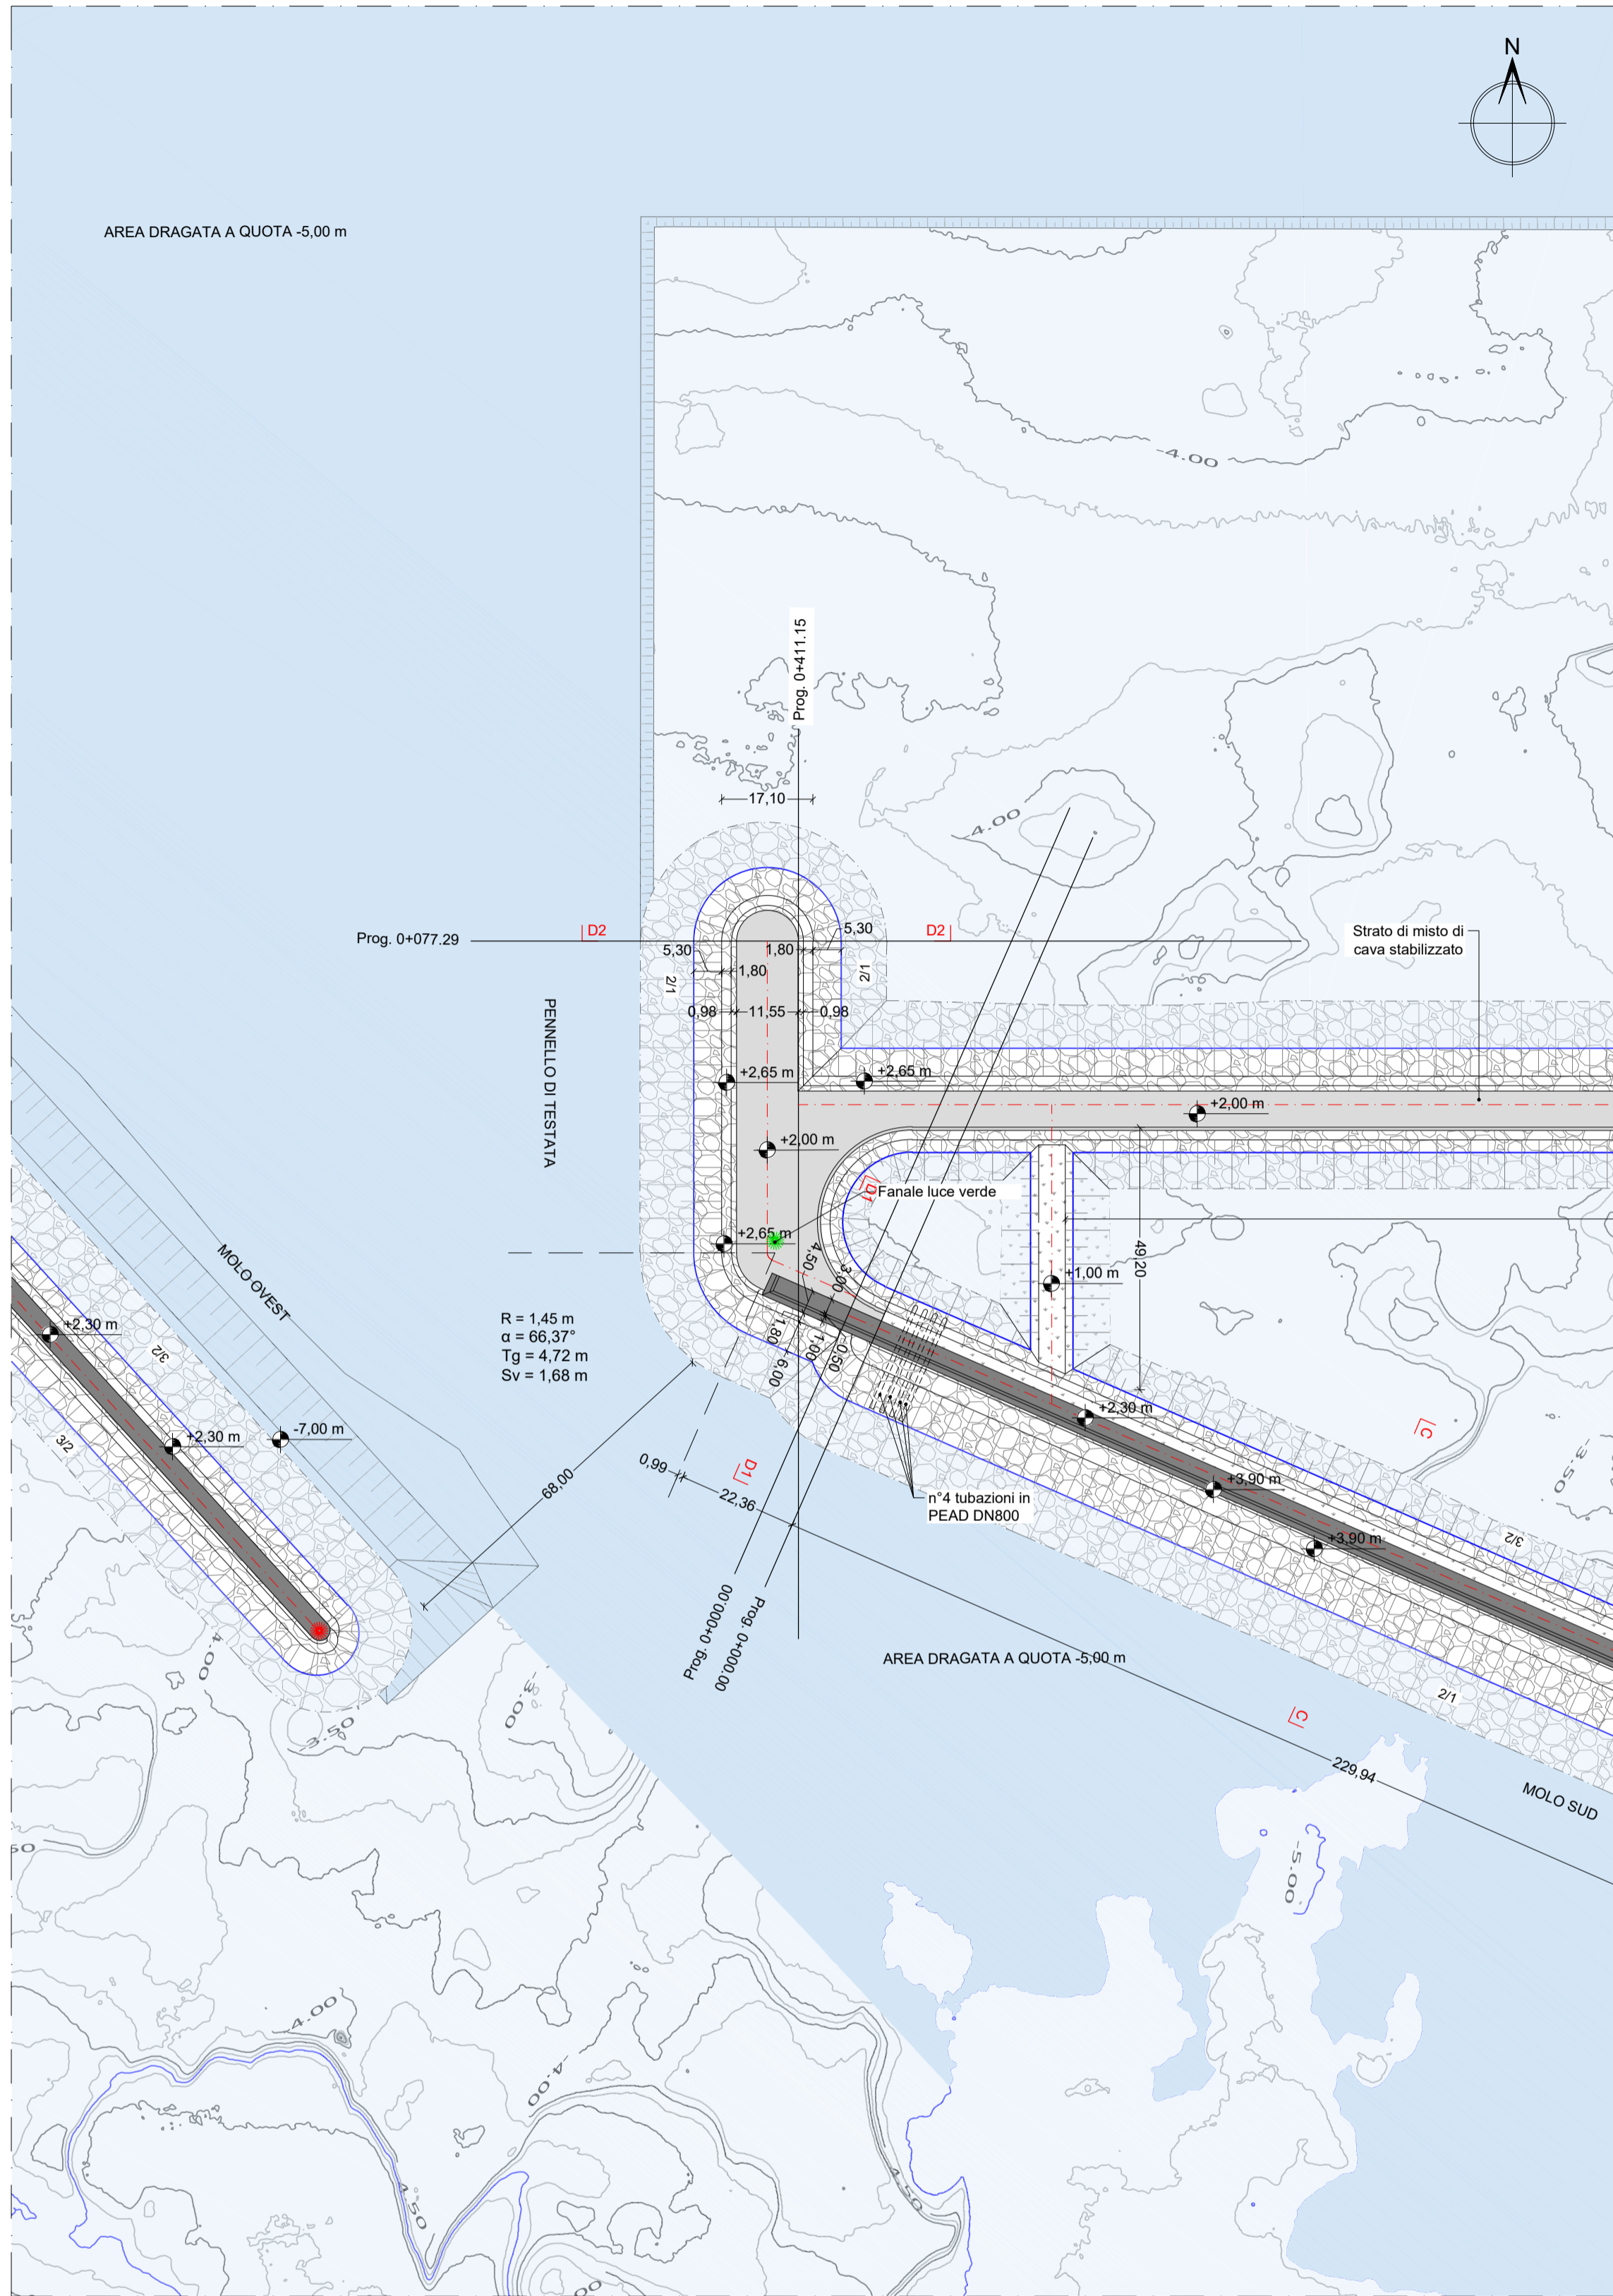 N
AREA DRAGATA A QUOTA -5,00 m
-4.00
Prog. 0+411.15
17,10
-4.00
Prog. 0+077.29
D2
D2
5,30
5,30
1,80
1,80
2/1
2/1
0,98
11,55
0,98
Strato di misto di
cava stabilizzato
PENNELLO DI TESTATA
+2,65 m
+2,65 m
+2,00 m
+2,00 m
D1
Fanale luce verde
+2,65 m
4,50
3,00
49,20
+1,00 m
MOLO OVEST
+2,30 m
3/2
R = 1,45 m
α = 66,37°
Tg = 4,72 m
Sv = 1,68 m
1,80
1,00
0,50
6,00
+2,30 m
-7,00 m
3/2
+2,30 m
C
-3.50
68,00
0,99
D1
22,36
+3,90 m
n°4 tubazioni in
PEAD DN800
+3,90 m
3/2
Prog. 0+000.00
Prog. 0+000.00
AREA DRAGATA A QUOTA -5,00 m
4.00
-3.00
-3.50
2/1
C
229,94
MOLO SUD
50
-5.00
-4.00
-4.00
4.50
4.50
00